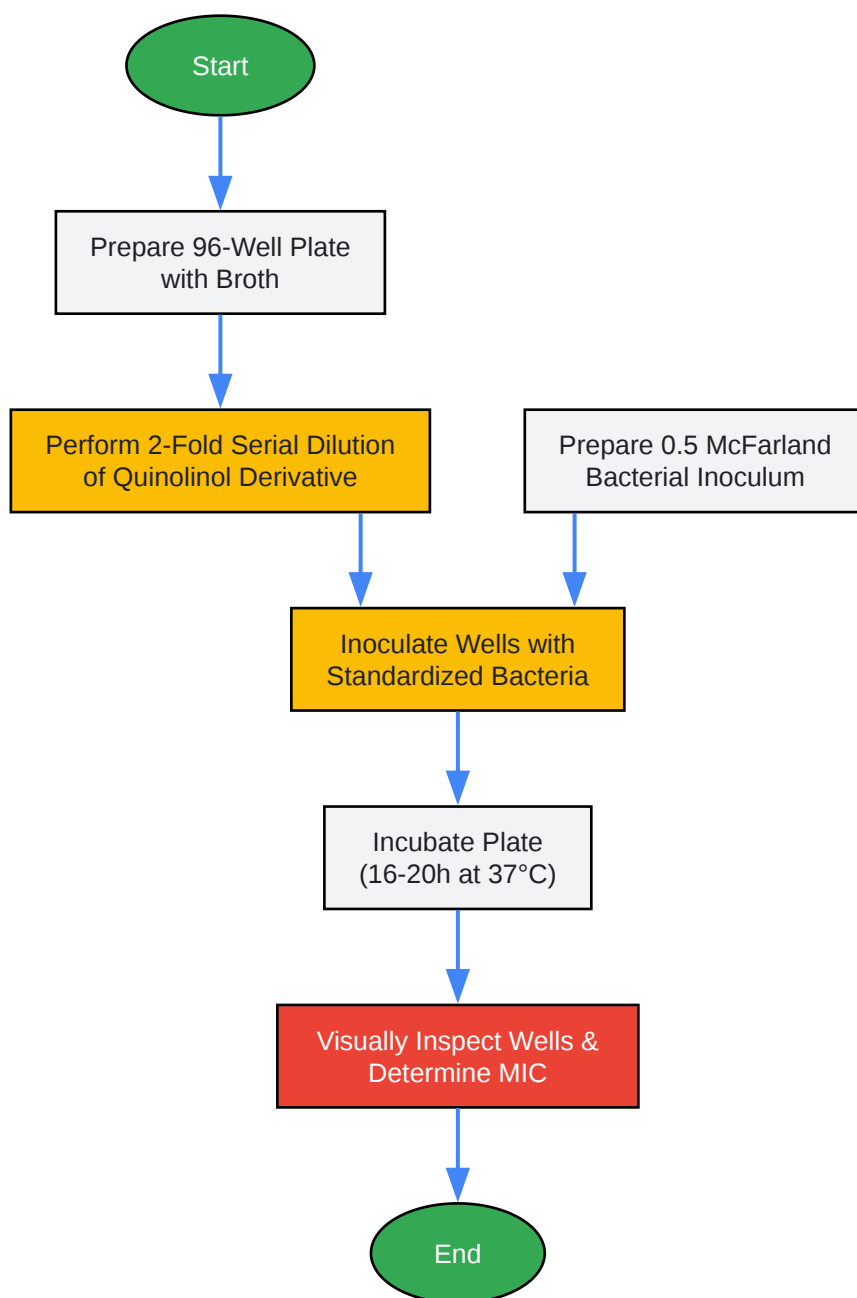 Start
Prepare 96-Well Plate
with Broth
Perform 2-Fold Serial Dilution
of Quinolinol Derivative
Prepare 0.5 McFarland
Bacterial Inoculum
Inoculate Wells with
Standardized Bacteria
Incubate Plate
(16-20h at 37°C)
Visually Inspect Wells &
Determine MIC
End